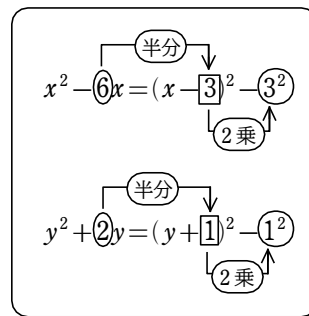 半分
x² − 6x = (x − 3)² − 3²
2乗
半分
y² + 2y = (y + 1)² − 1²
2乗